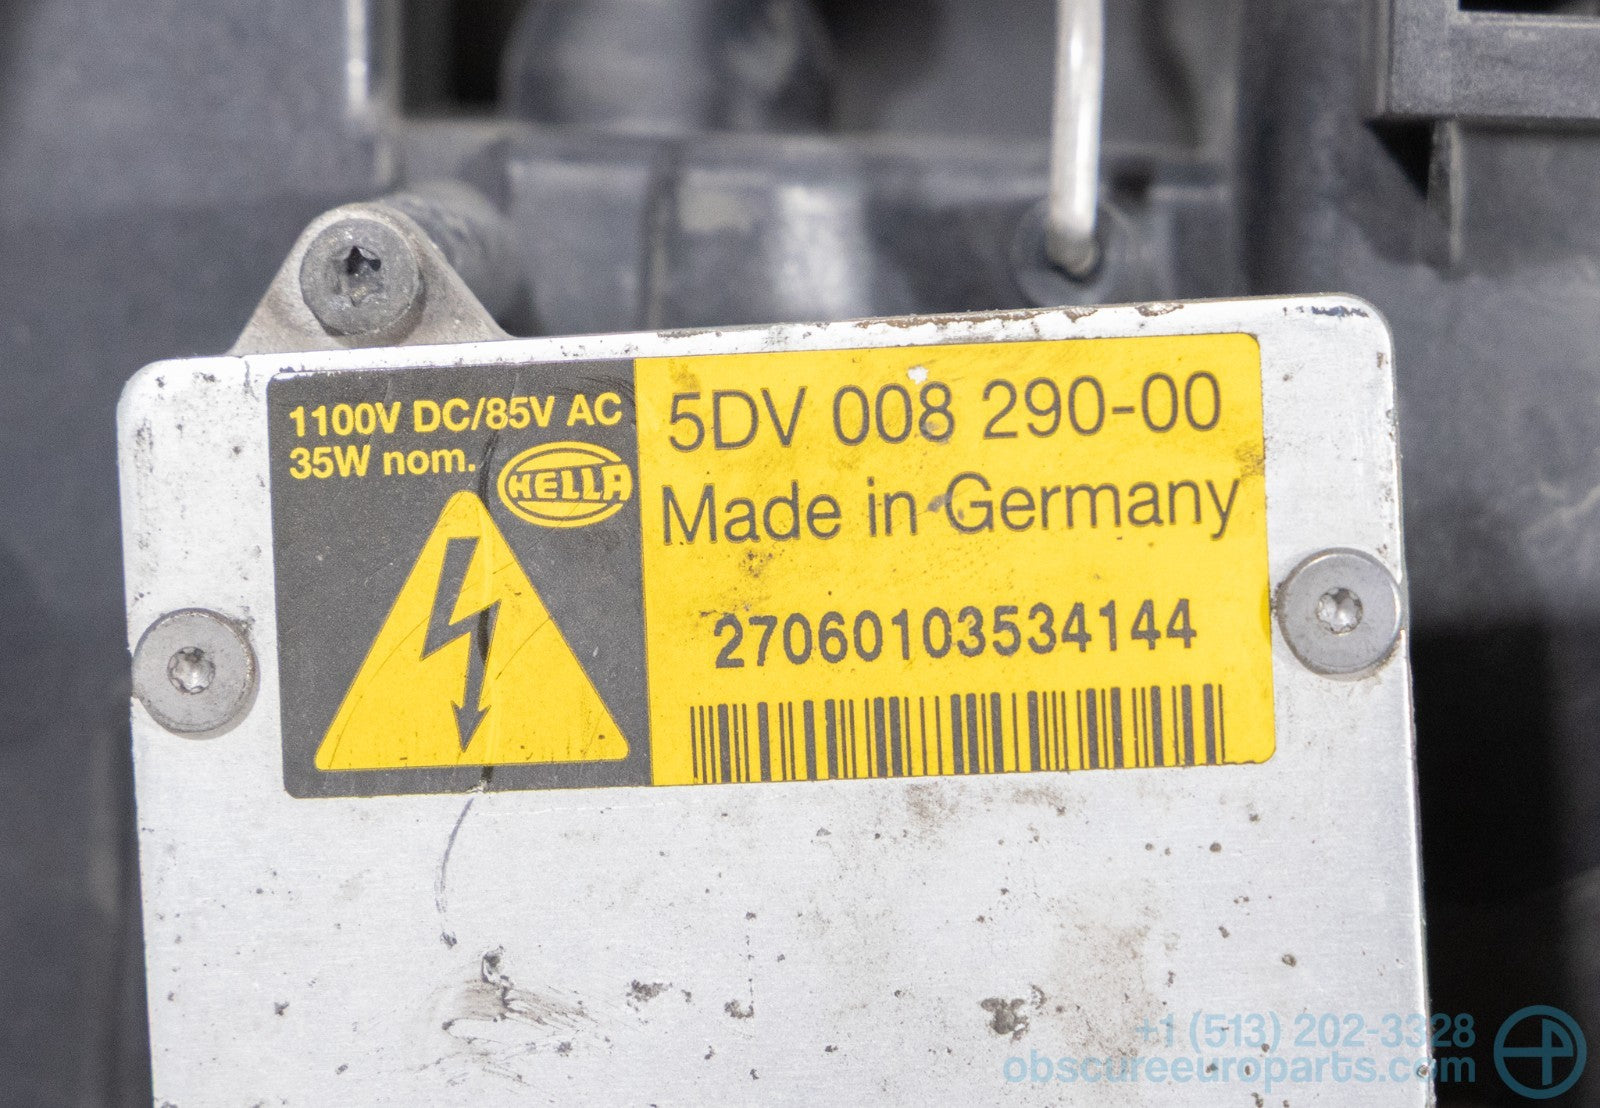 1100V DC/85V AC
35W nom.
HELLA
5DV 008 290-00
Made in Germany
27060103534144
+1 (513) 202-3328
obscureeuroparts.com